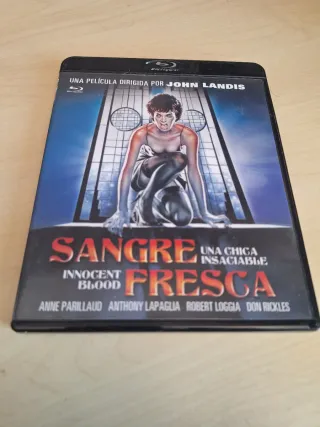 UNA PELÍCULA DIRIGIDA POR JOHN LANDIS
SANGRE
UNA CHICA
INSACIABLE
INNOCENT
BLOOD
FRESCA
ANNE PARILLAUD ANTHONY LAPAGLIA ROBERT LOGGIA DON RICKLES